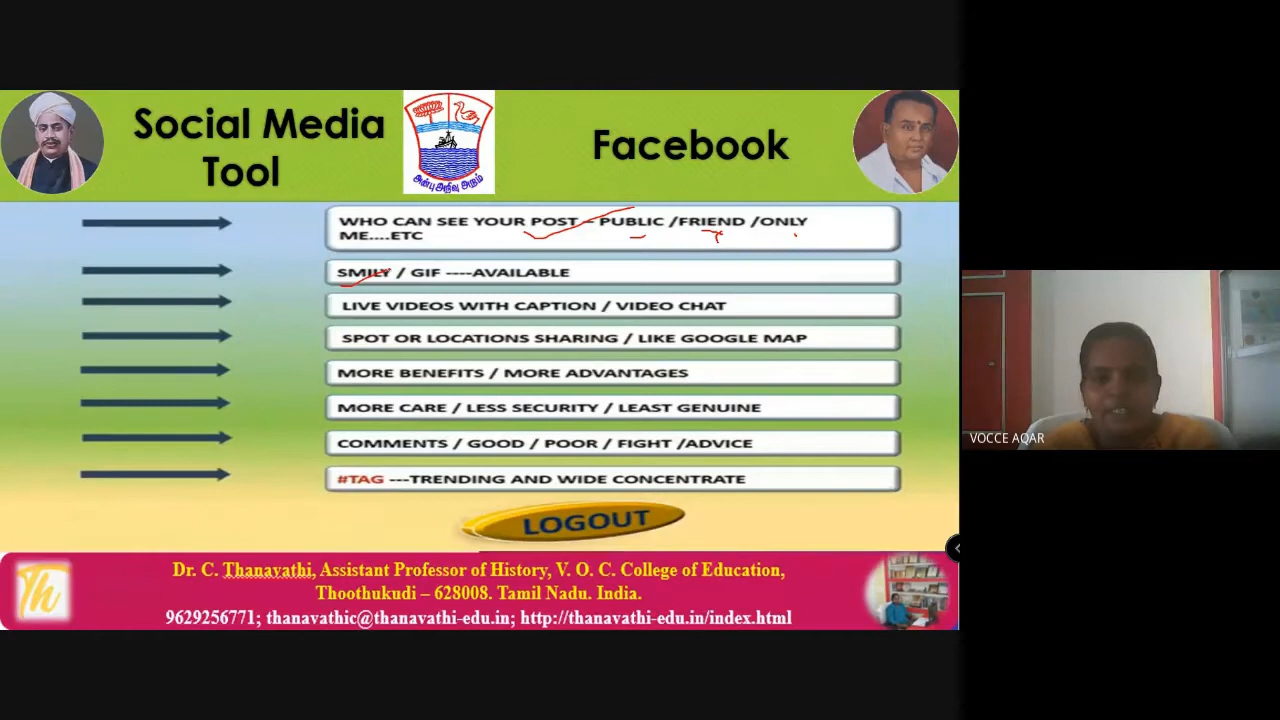 Social Media
Tool
Facebook
அன்பு அறிவு அறம்
WHO CAN SEE YOUR POST – PUBLIC /FRIEND /ONLY
ME....ETC
SMILY / GIF ----AVAILABLE
LIVE VIDEOS WITH CAPTION / VIDEO CHAT
SPOT OR LOCATIONS SHARING / LIKE GOOGLE MAP
MORE BENEFITS / MORE ADVANTAGES
MORE CARE / LESS SECURITY / LEAST GENUINE
COMMENTS / GOOD / POOR / FIGHT /ADVICE
#TAG ---TRENDING AND WIDE CONCENTRATE
LOGOUT
VOCCE AQAR
Th
Dr. C. Thanavathi, Assistant Professor of History, V. O. C. College of Education,
Thoothukudi – 628008. Tamil Nadu. India.
9629256771; thanavathic@thanavathi-edu.in; http://thanavathi-edu.in/index.html